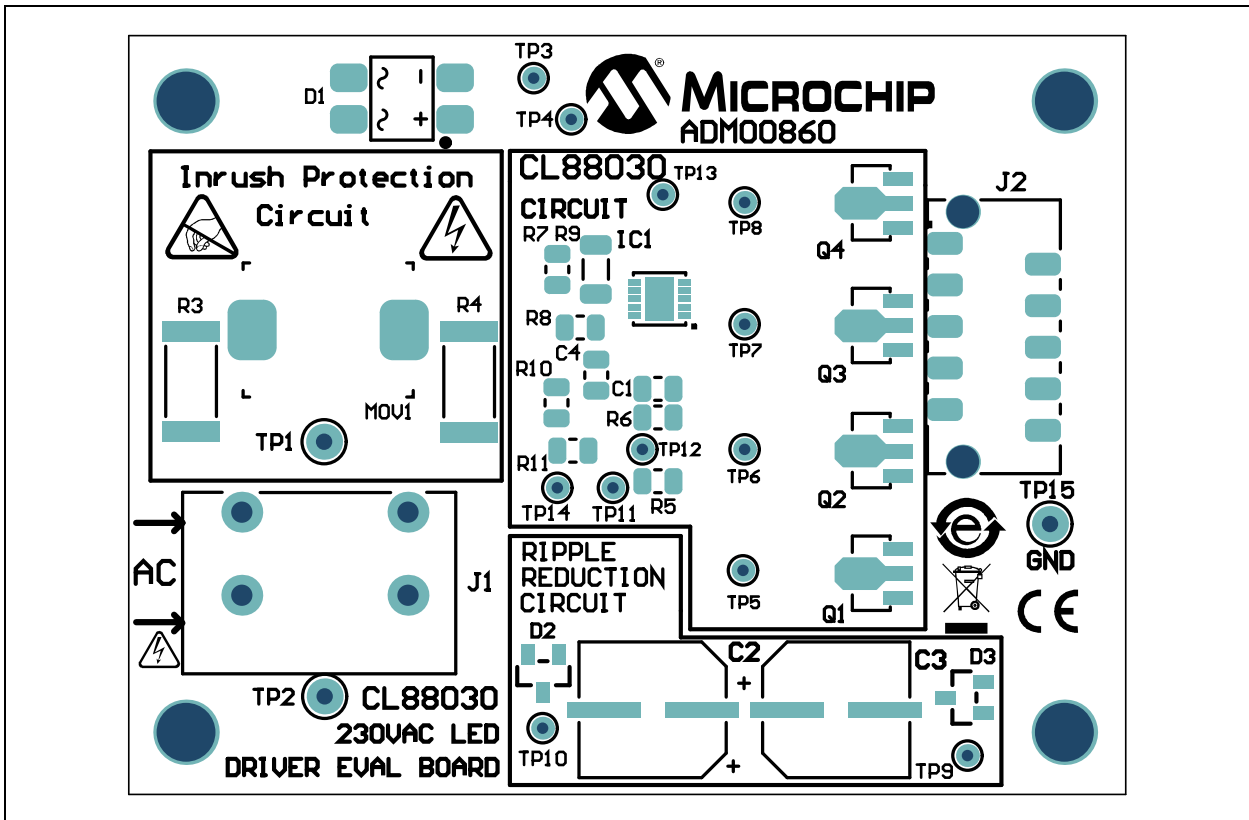 TP3
D1
~ -
~ +
TP4
®
MICROCHIP
ADM00860
Inrush Protection
Circuit
CL88030
CIRCUIT
TP13
TP8
J2
R7 R9
IC1
Q4
R3
R4
R8
C4
TP7
Q3
R10
C1
R6
MOV1
TP1
TP12
R11
TP6
TP14
TP11
R5
Q2
TP15
GND
e
AC
J1
RIPPLE
REDUCTION
CIRCUIT
TP5
Q1
CE
D2
C2
C3
D3
+
TP2
CL88030
230VAC LED
DRIVER EVAL BOARD
TP10
+
TP9